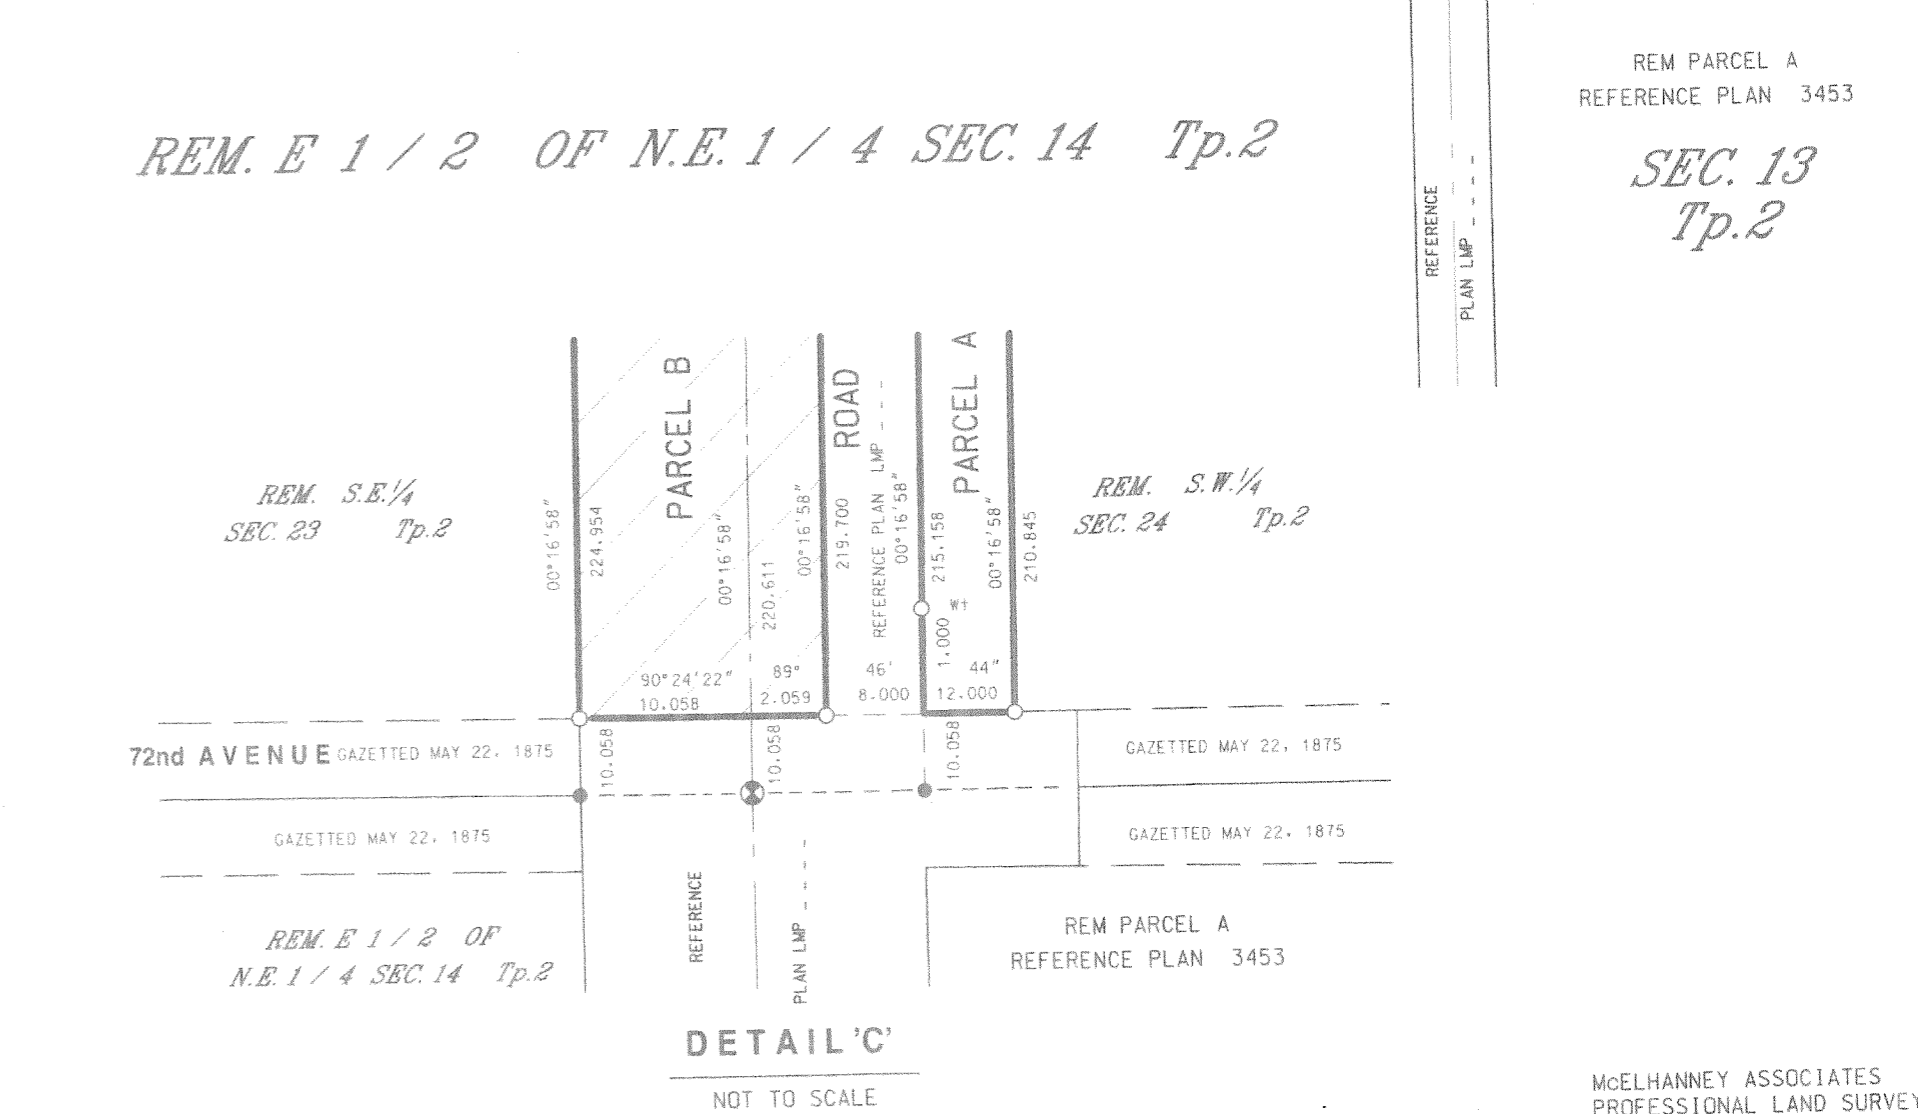 REM PARCEL A
REFERENCE PLAN 3453
REM. E 1 / 2 OF N.E. 1 / 4 SEC. 14 Tp.2
SEC. 13
Tp.2
REFERENCE
PLAN LMP - - - -
PARCEL B
ROAD
REFERENCE PLAN LMP - - - -
PARCEL A
REM. S.E.1/4
SEC. 23 Tp.2
REM. S.W.1/4
SEC. 24 Tp.2
00°16'58"
224.954
00°16'58"
220.611
00°16'58"
219.700
00°16'58"
215.158
00°16'58"
210.845
Wt
1.000
90°24'22"
89° 46' 44"
10.058
2.059
8.000
12.000
72nd AVENUE GAZETTED MAY 22, 1875
10.058
10.058
10.058
GAZETTED MAY 22, 1875
GAZETTED MAY 22, 1875
GAZETTED MAY 22, 1875
REM. E 1 / 2 OF
N.E. 1 / 4 SEC. 14 Tp.2
REFERENCE
PLAN LMP - - - -
REM PARCEL A
REFERENCE PLAN 3453
DETAIL 'C'
NOT TO SCALE
McELHANNEY ASSOCIATES
PROFESSIONAL LAND SURVEY